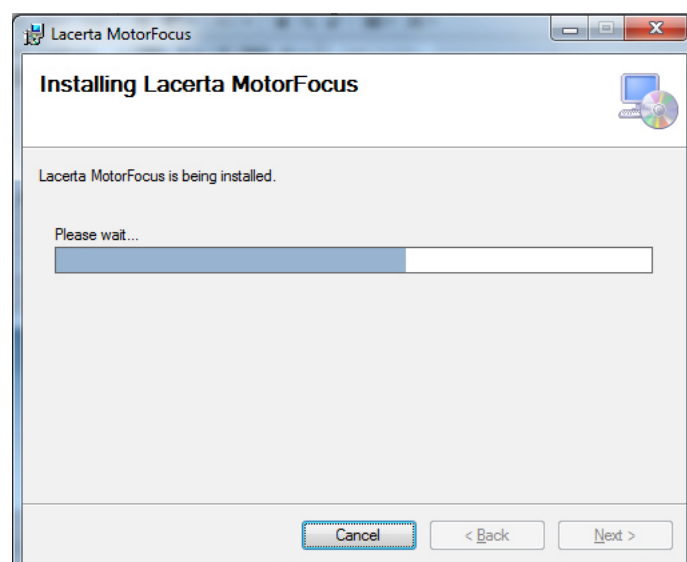 Lacerta MotorFocus
Installing Lacerta MotorFocus
Lacerta MotorFocus is being installed.
Please wait...
Cancel
< Back
Next >